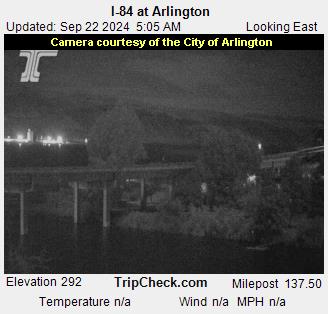 I-84 at Arlington
Updated: Sep 22 2024 5:05 AM Looking East
Camera courtesy of the City of Arlington
Elevation 292 TripCheck.com Milepost 137.50
Temperature n/a Wind n/a MPH n/a